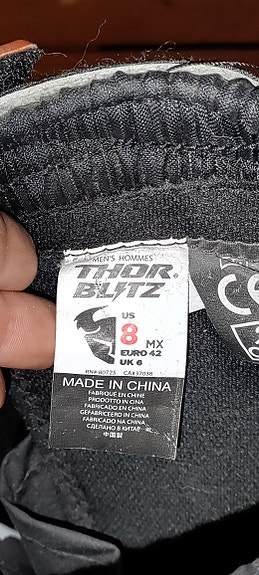 MEN'S HOMMES
THOR.
BLITZ
US
8 MX
EURO 42
UK 6
MADE IN CHINA
FABRIQUÉ EN CHINE
PRODOTTO IN CINA
FABRICADO EN CHINA
GEFABRICEERD IN CHINA
FABRICADO NA CHINA
СДЕЛАНО В КИТАЕ
中国製
CE